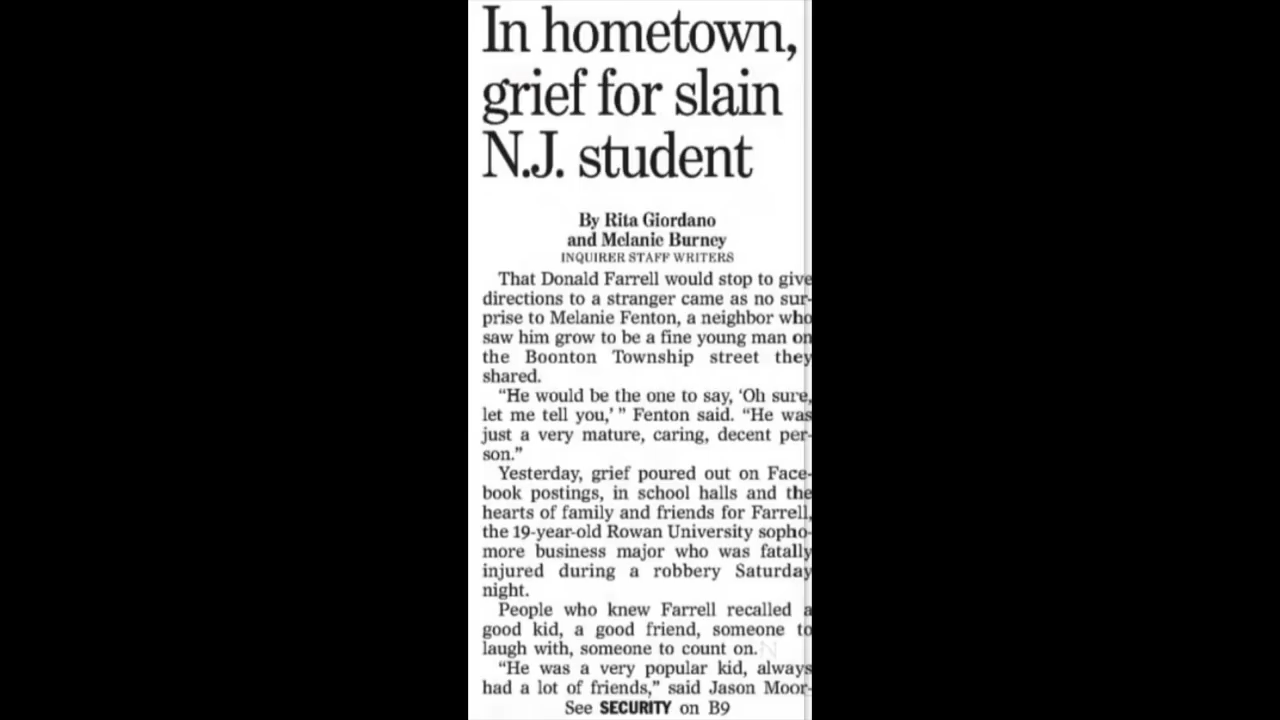 In hometown,
grief for slain
N.J. student
By Rita Giordano
and Melanie Burney
INQUIRER STAFF WRITERS
That Donald Farrell would stop to give
directions to a stranger came as no sur-
prise to Melanie Fenton, a neighbor who
saw him grow to be a fine young man on
the Boonton Township street they
shared.
“He would be the one to say, ‘Oh sure,
let me tell you,’ ” Fenton said. “He was
just a very mature, caring, decent per-
son.”
Yesterday, grief poured out on Face-
book postings, in school halls and the
hearts of family and friends for Farrell,
the 19-year-old Rowan University sopho-
more business major who was fatally
injured during a robbery Saturday
night.
People who knew Farrell recalled a
good kid, a good friend, someone to
laugh with, someone to count on.
“He was a very popular kid, always
had a lot of friends,” said Jason Moor-
See SECURITY on B9